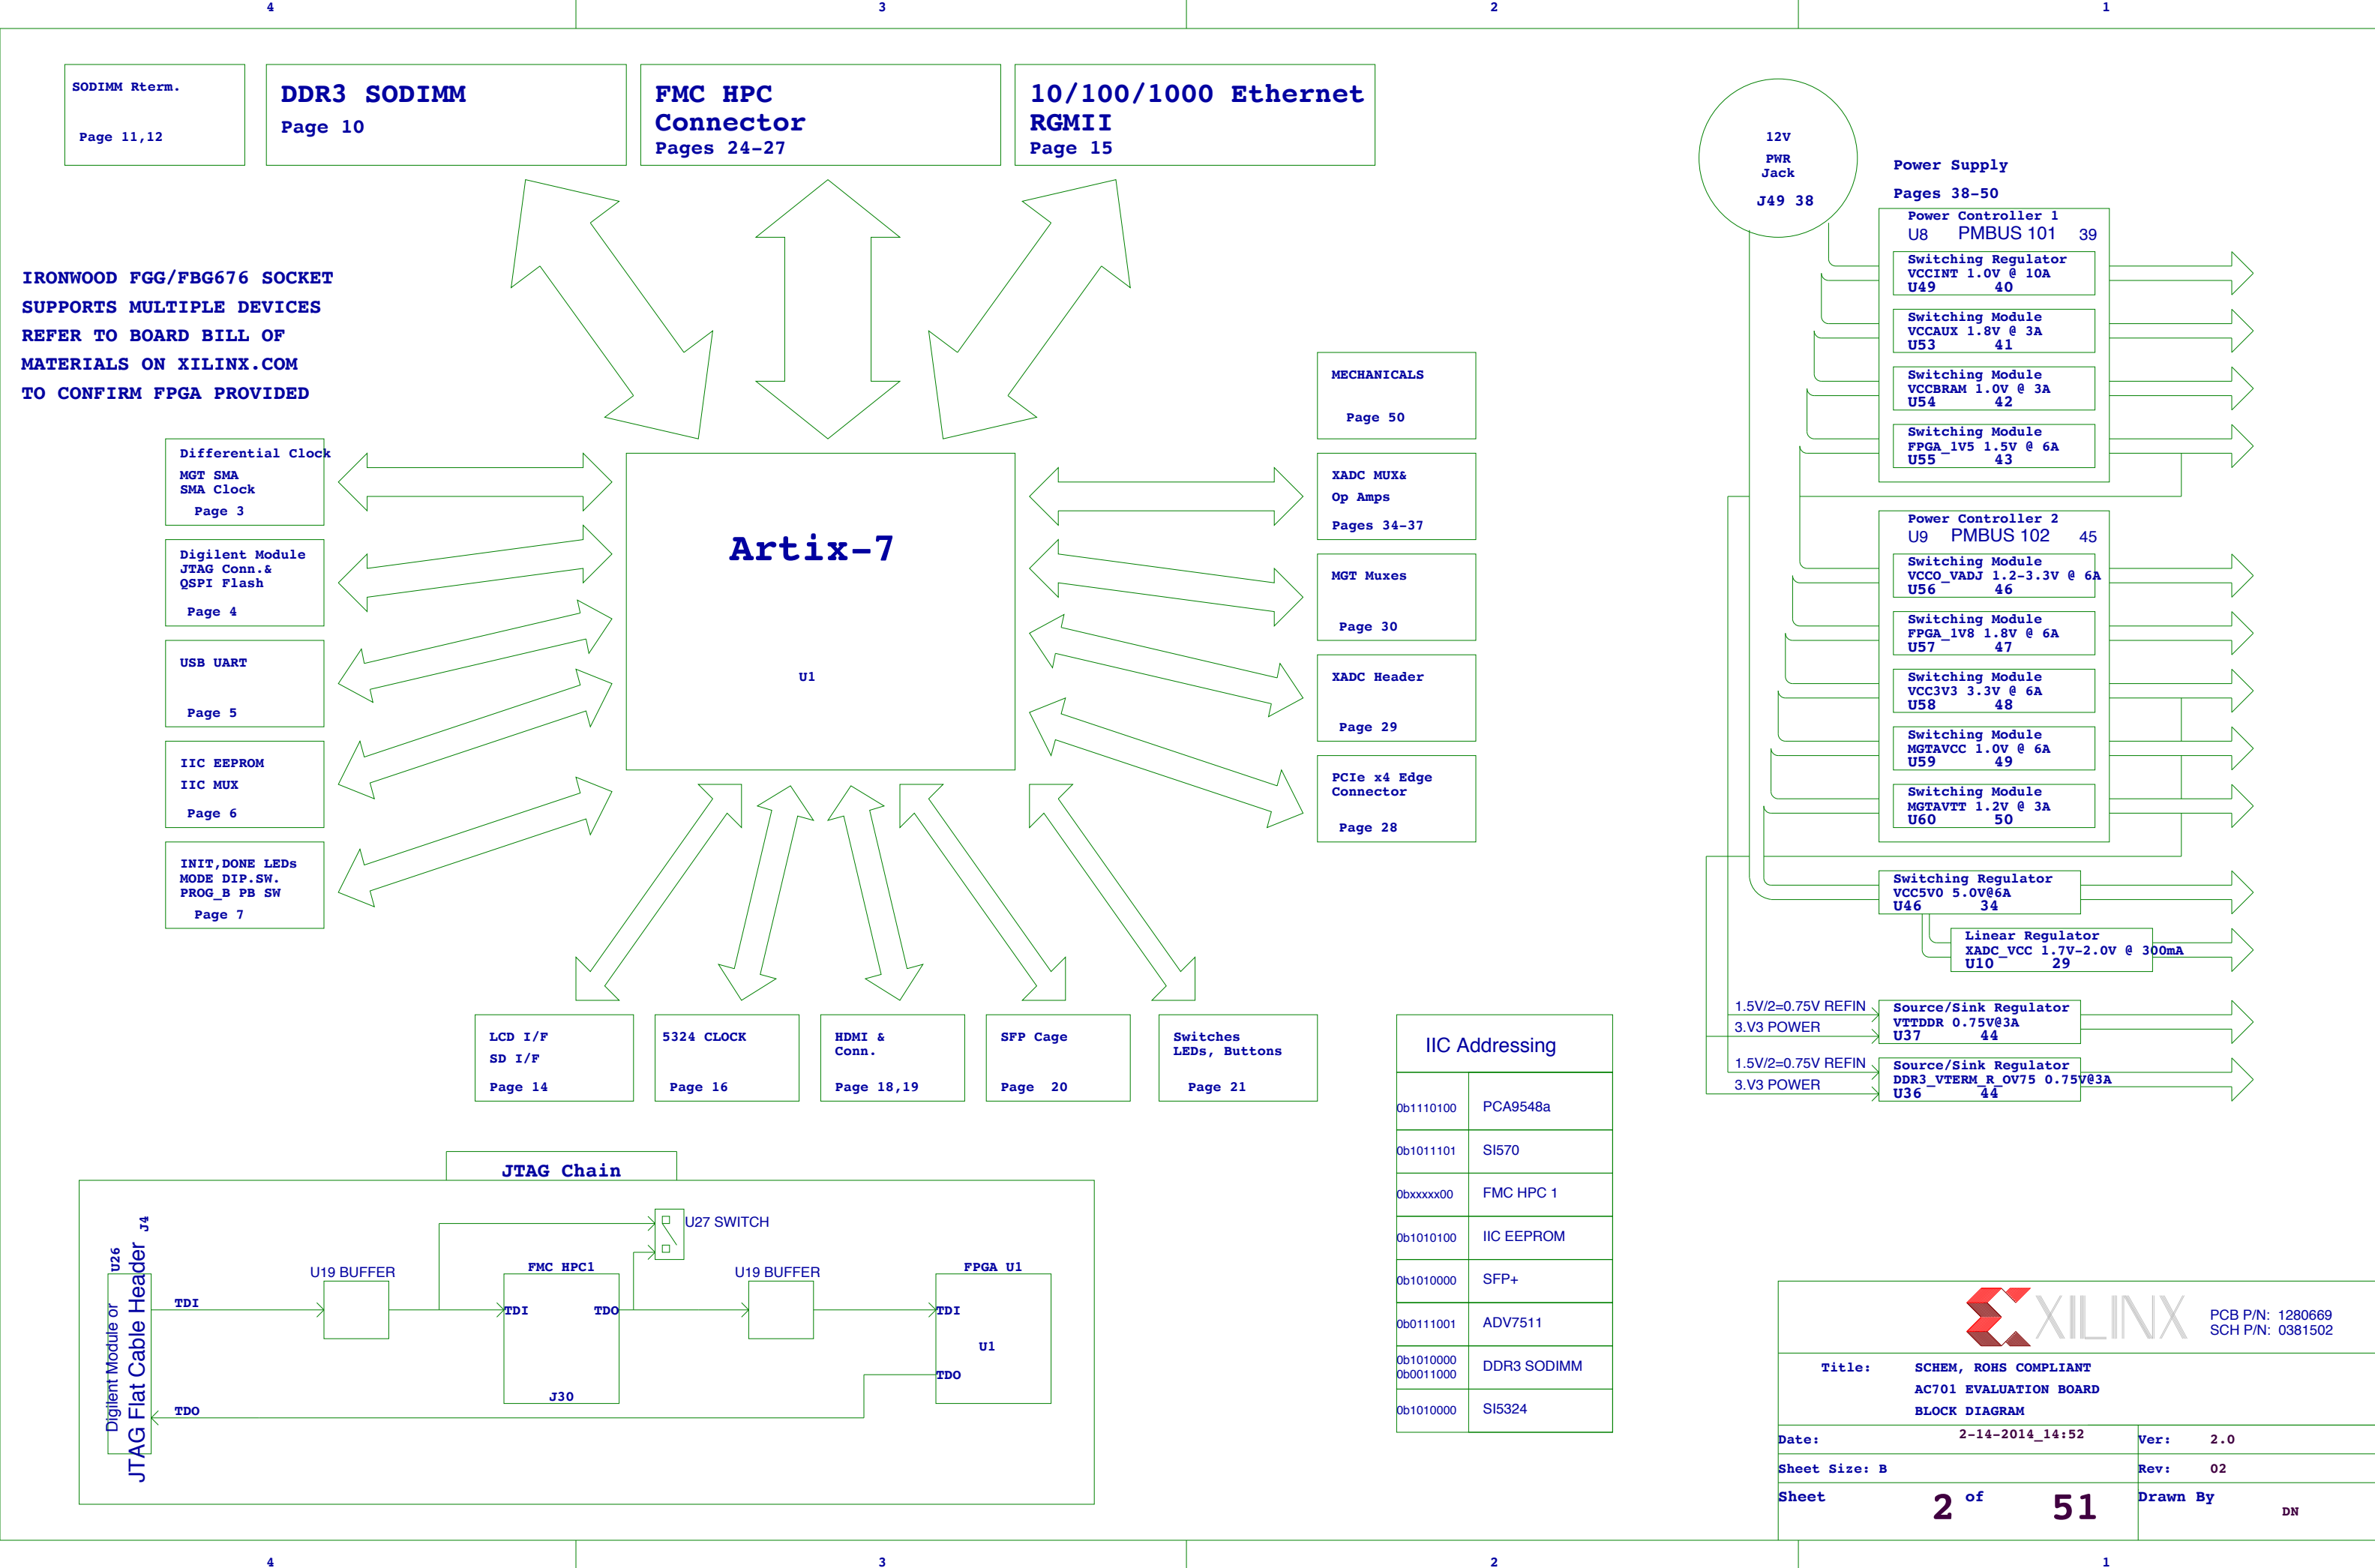 4
3
2
1
SODIMM Rterm.
Page 11,12
DDR3 SODIMM
Page 10
FMC HPC
Connector
Pages 24-27
10/100/1000 Ethernet
RGMII
Page 15
12V
PWR
Jack
J49 38
Power Supply
Pages 38-50
Power Controller 1
U8 PMBUS 101 39
Switching Regulator
VCCINT 1.0V @ 10A
U49 40
Switching Module
VCCAUX 1.8V @ 3A
U53 41
Switching Module
VCCBRAM 1.0V @ 3A
U54 42
Switching Module
FPGA_1V5 1.5V @ 6A
U55 43
Power Controller 2
U9 PMBUS 102 45
Switching Module
VCCO_VADJ 1.2-3.3V @ 6A
U56 46
Switching Module
FPGA_1V8 1.8V @ 6A
U57 47
Switching Module
VCC3V3 3.3V @ 6A
U58 48
Switching Module
MGTAVCC 1.0V @ 6A
U59 49
Switching Module
MGTAVTT 1.2V @ 3A
U60 50
Switching Regulator
VCC5V0 5.0V@6A
U46 34
Linear Regulator
XADC_VCC 1.7V-2.0V @ 300mA
U10 29
1.5V/2=0.75V REFIN
3.V3 POWER
Source/Sink Regulator
VTTDDR 0.75V@3A
U37 44
1.5V/2=0.75V REFIN
3.V3 POWER
Source/Sink Regulator
DDR3_VTERM_R_OV75 0.75V@3A
U36 44
IRONWOOD FGG/FBG676 SOCKET
SUPPORTS MULTIPLE DEVICES
REFER TO BOARD BILL OF
MATERIALS ON XILINX.COM
TO CONFIRM FPGA PROVIDED
Differential Clock
MGT SMA
SMA Clock
Page 3
Digilent Module
JTAG Conn.&
QSPI Flash
Page 4
USB UART
Page 5
IIC EEPROM
IIC MUX
Page 6
INIT,DONE LEDs
MODE DIP.SW.
PROG_B PB SW
Page 7
Artix-7
U1
MECHANICALS
Page 50
XADC MUX&
Op Amps
Pages 34-37
MGT Muxes
Page 30
XADC Header
Page 29
PCIe x4 Edge
Connector
Page 28
LCD I/F
SD I/F
Page 14
5324 CLOCK
Page 16
HDMI &
Conn.
Page 18,19
SFP Cage
Page 20
Switches
LEDs, Buttons
Page 21
IIC Addressing
0b1110100 PCA9548a
0b1011101 SI570
0bxxxxx00 FMC HPC 1
0b1010100 IIC EEPROM
0b1010000 SFP+
0b0111001 ADV7511
0b1010000
0b0011000
DDR3 SODIMM
0b1010000 SI5324
JTAG Chain
U26
Digilent Module or
JTAG Flat Cable Header J4
TDI
TDO
U19 BUFFER
FMC HPC1
TDI TDO
J30
U27 SWITCH
U19 BUFFER
FPGA U1
TDI
U1
TDO
XILINX
PCB P/N: 1280669
SCH P/N: 0381502
Title: SCHEM, ROHS COMPLIANT
AC701 EVALUATION BOARD
BLOCK DIAGRAM
Date: 2-14-2014_14:52
Ver: 2.0
Sheet Size: B
Rev: 02
Sheet 2 of 51
Drawn By
DN
4
3
2
1